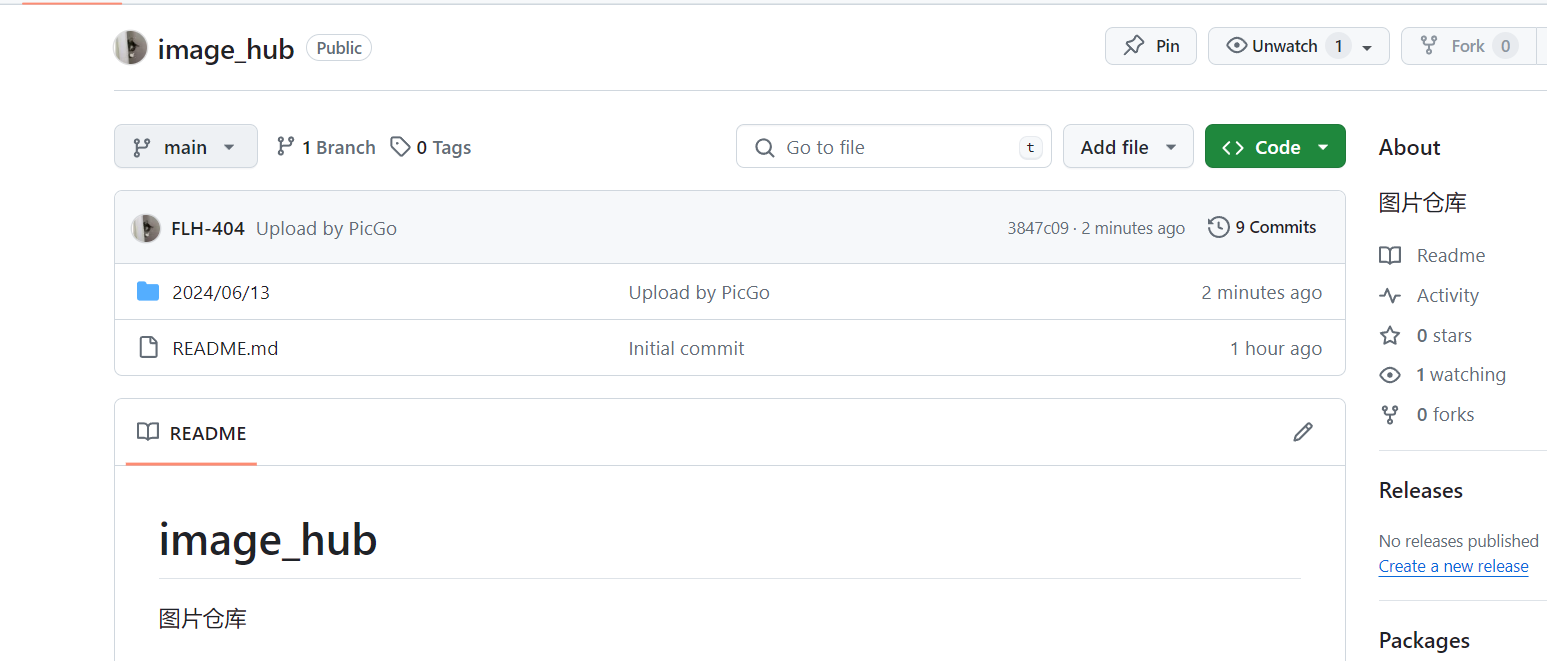 image_hub Public Pin Unwatch 1 Fork 0
main 1 Branch 0 Tags Go to file t Add file Code
FLH-404 Upload by PicGo 3847c09 · 2 minutes ago 9 Commits
2024/06/13 Upload by PicGo 2 minutes ago
README.md Initial commit 1 hour ago
README
image_hub
图片仓库
About
图片仓库
Readme
Activity
0 stars
1 watching
0 forks
Releases
No releases published
Create a new release
Packages